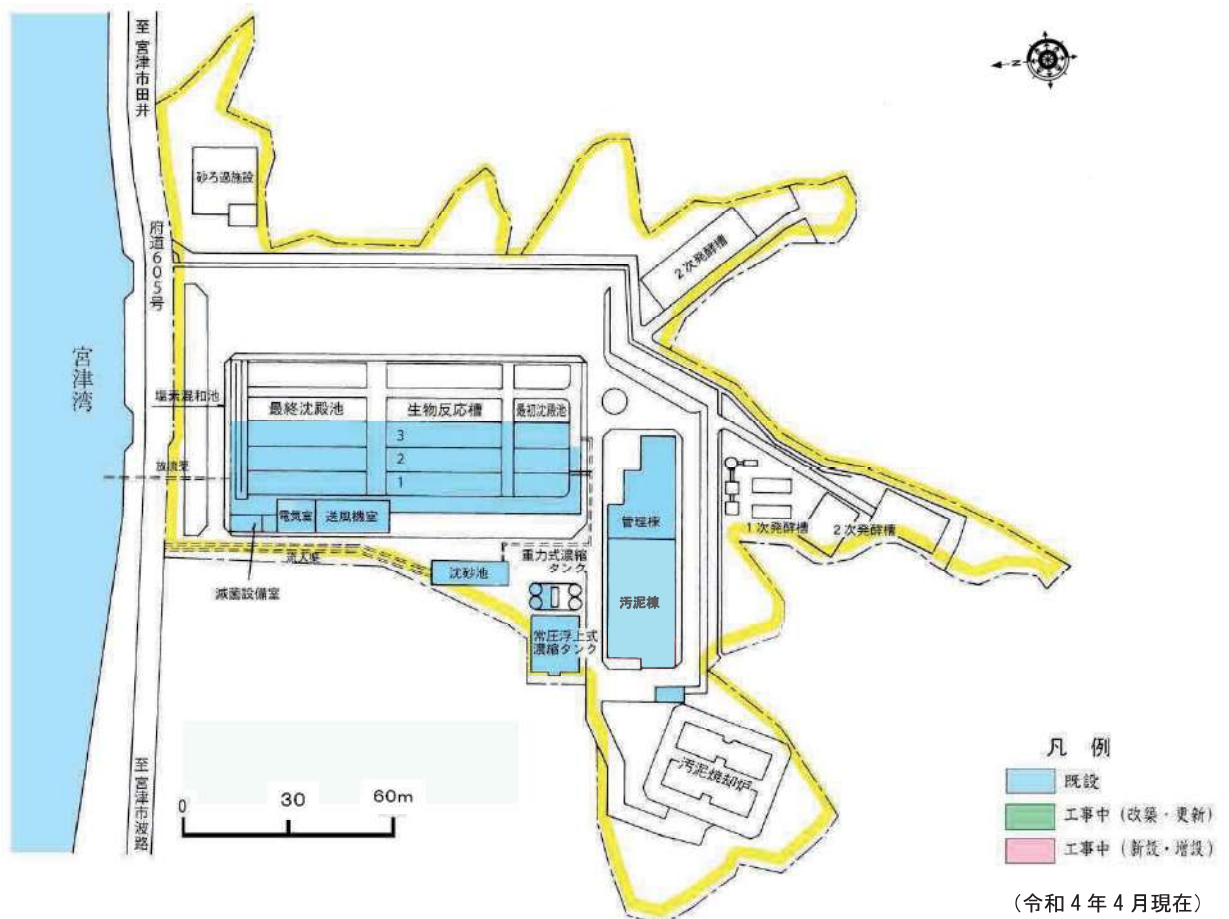 至 宮津市田井
N
砂ろ過施設
府道605号
2次発酵槽
宮津湾
塩素混和池
最終沈殿池
生物反応槽
最初沈殿池
3
2
1
放流渠
電気室
送風機室
管理棟
1次発酵槽
2次発酵槽
流入渠
重力式濃縮
タンク
沈砂池
滅菌設備室
汚泥棟
常圧浮上式
濃縮タンク
汚泥焼却炉
至 宮津市波路
0
30
60m
凡 例
既設
工事中（改築・更新）
工事中（新設・増設）
（令和４年４月現在）